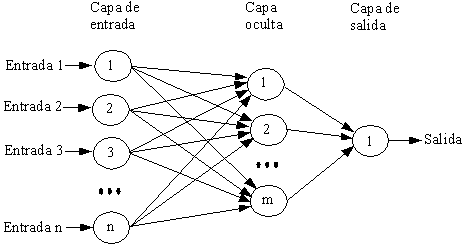 Capa de
entrada
Capa
oculta
Capa de
salida
Entrada 1
1
1
Entrada 2
2
2
1
Salida
Entrada 3
3
...
...
m
Entrada n
n